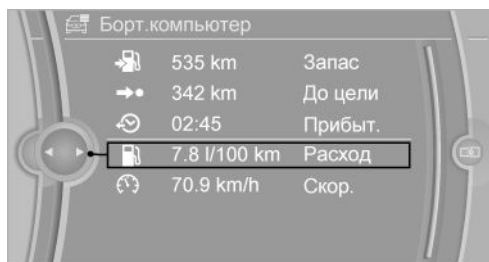 Борт.компьютер
535 km Запас
342 km До цели
02:45 Прибыт.
7.8 l/100 km Расход
70.9 km/h Скор.